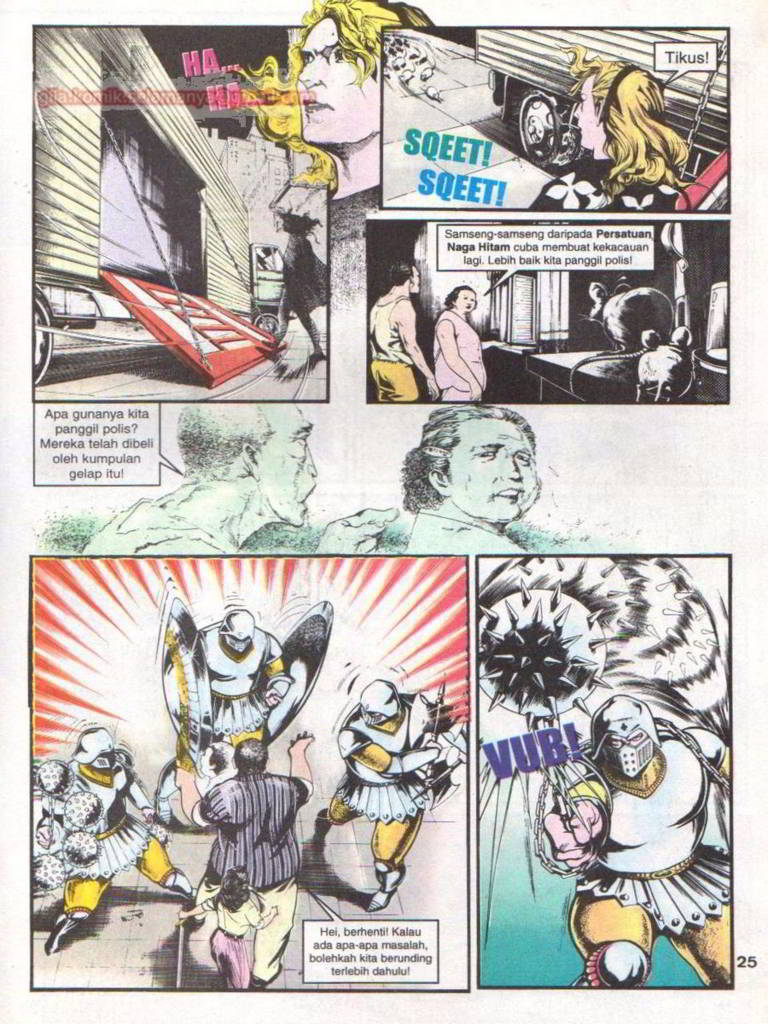 HA...
HA
Tikus!
SQEET!
SQEET!
Samseng-samseng daripada Persatuan
Naga Hitam cuba membuat kekacauan
lagi. Lebih baik kita panggil polis!
Apa gunanya kita
panggil polis?
Mereka telah dibeli
oleh kumpulan
gelap itu!
Hei, berhenti! Kalau
ada apa-apa masalah,
bolehkah kita berunding
terlebih dahulu!
VUB!
25